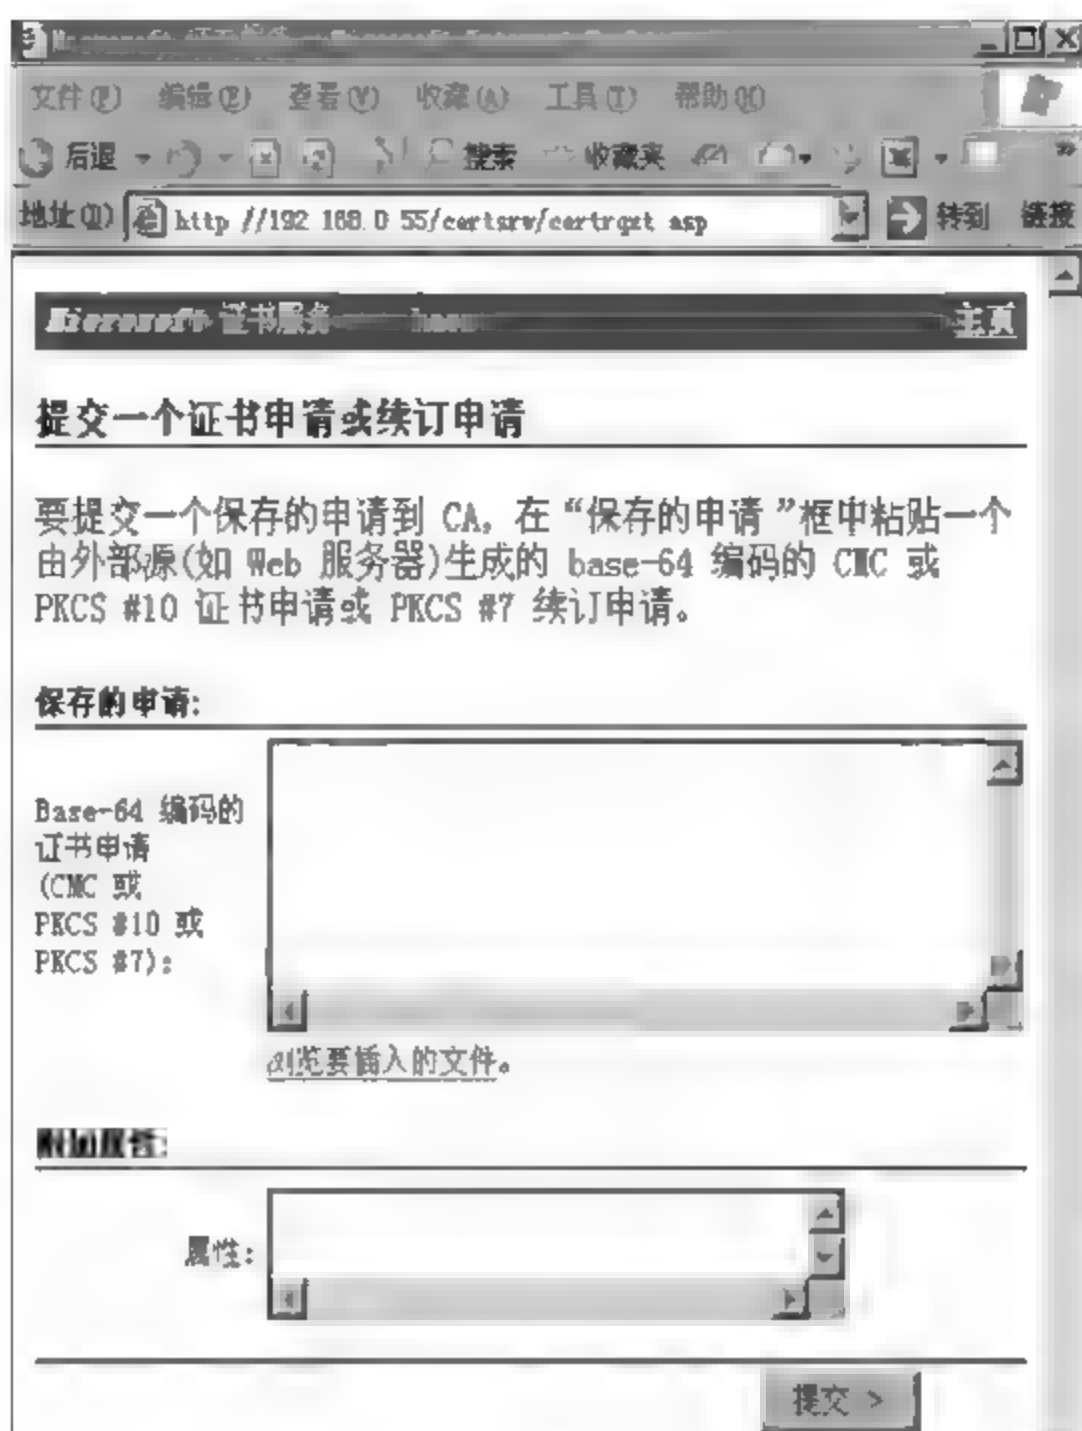 文件(F) 编辑(E) 查看(V) 收藏(A) 工具(T) 帮助(H)
后退 搜索 收藏夹
地址(D) http //192 168.0 55/certsrv/certrqxt asp 转到 链接
Microsoft 证书服务 主页
提交一个证书申请或续订申请
要提交一个保存的申请到 CA, 在“保存的申请”框中粘贴一个
由外部源(如 Web 服务器)生成的 base-64 编码的 CMC 或
PKCS #10 证书申请或 PKCS #7 续订申请。
保存的申请:
Base-64 编码的
证书申请
(CMC 或
PKCS #10 或
PKCS #7):
浏览要插入的文件。
附加属性:
属性:
提交 >